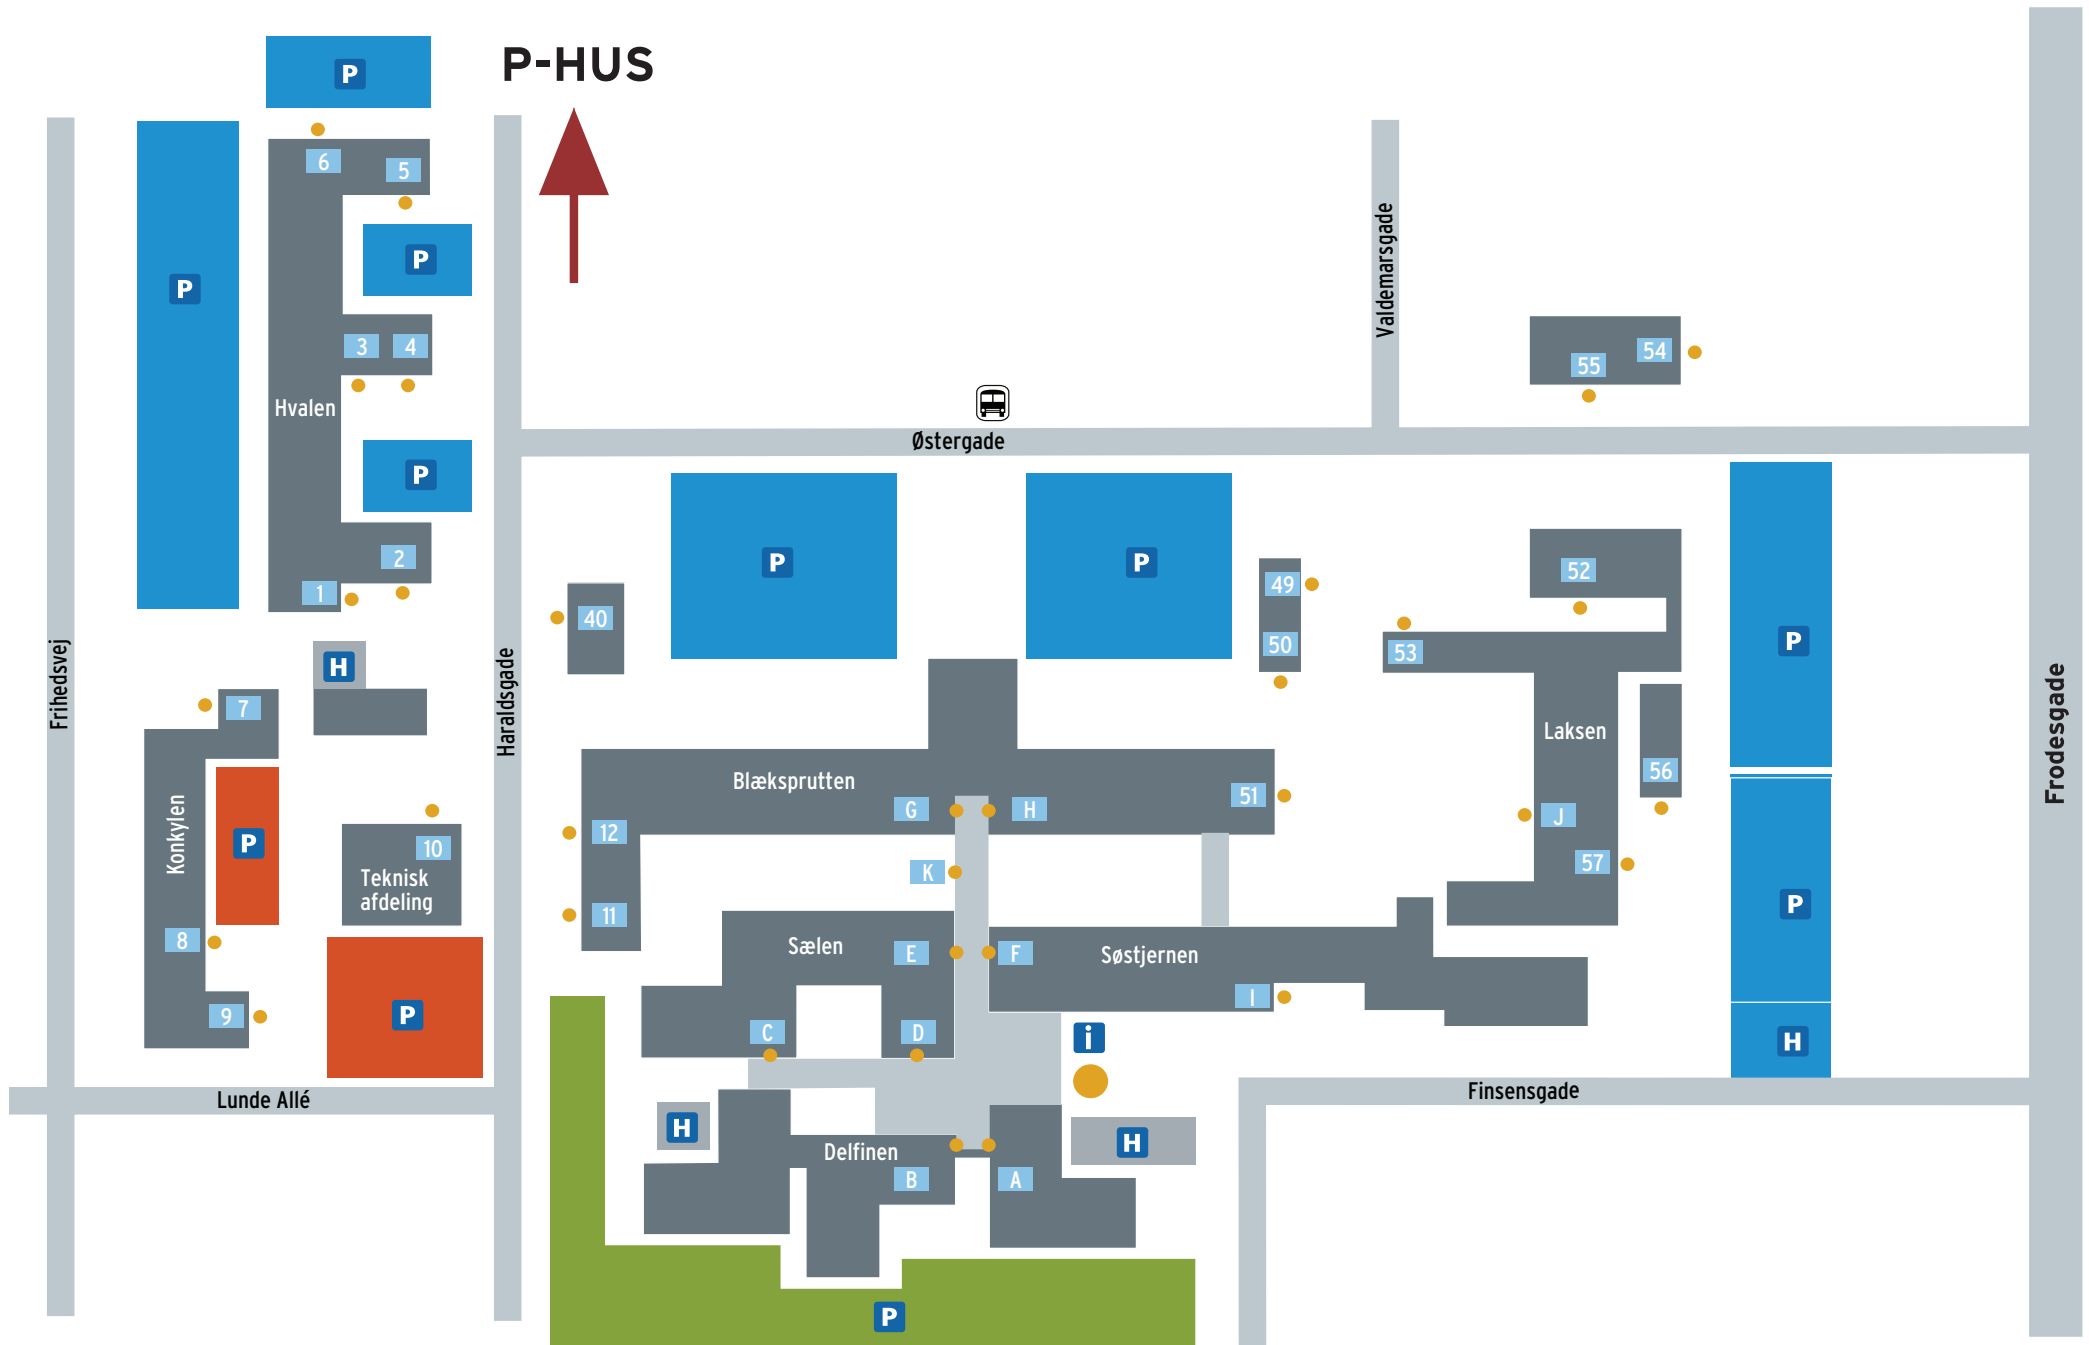 P-HUS
P
6
5
P
P
3
4
Hvalen
P
2
1
Valdemarsgade
54
55
Østergade
P
P
P
49
50
40
52
53
H
Frihedsvej
Haraldsgade
Frodesgade
7
Konkylen
P
10
Teknisk
afdeling
8
9
P
Lunde Allé
Blæksprutten
G
H
51
12
K
11
Laksen
56
J
57
P
Sælen
E
F
Søstjernen
I
C
D
i
H
Finsensgade
H
H
Delfinen
B
A
P